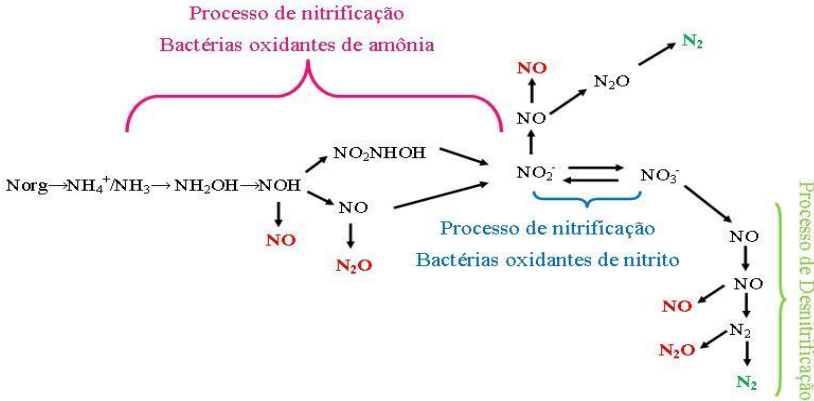 Processo de nitrificação
Bactérias oxidantes de amônia
N₂
NO
N₂O
NO
NO₂NHOH
Norg→NH₄⁺/NH₃→NH₂OH→NOH
NO₂⁻
NO₃⁻
NO
NO
N₂O
Processo de nitrificação
Bactérias oxidantes de nitrito
NO
NO
NO
N₂
N₂O
N₂
Processo de Desnitrificação